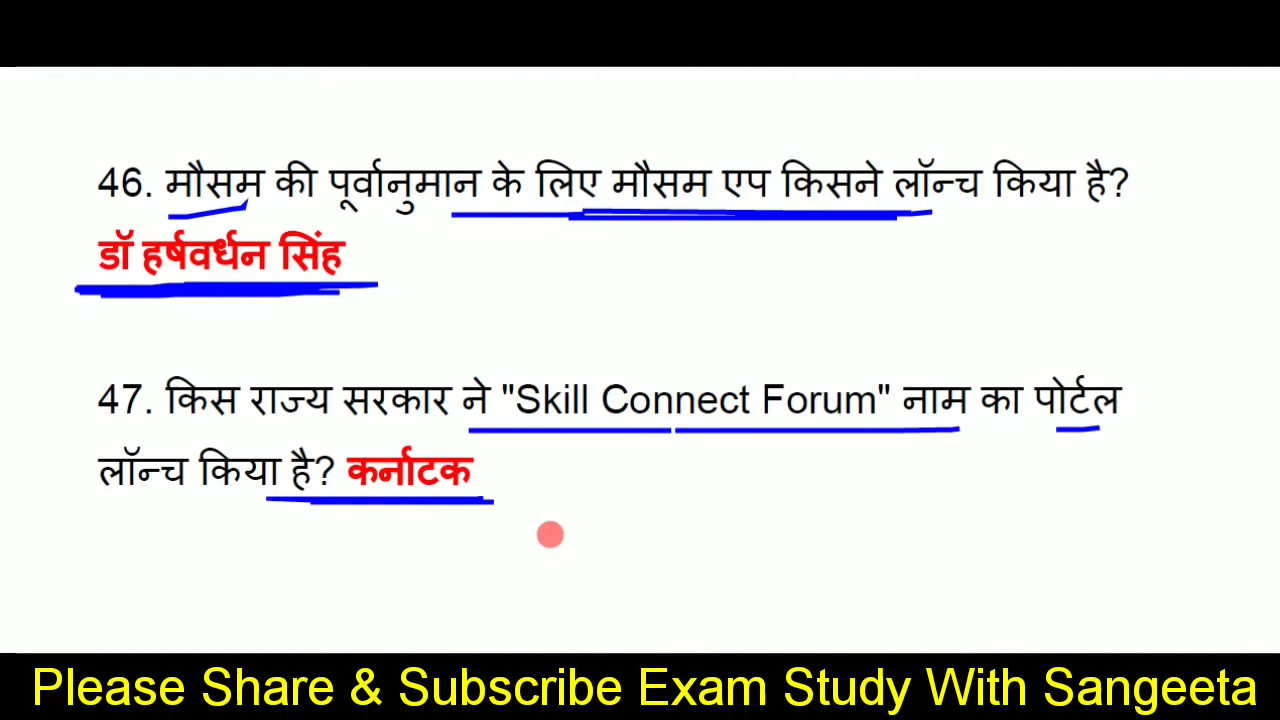 46. मौसम की पूर्वानुमान के लिए मौसम एप किसने लॉन्च किया है?
डॉ हर्षवर्धन सिंह
47. किस राज्य सरकार ने "Skill Connect Forum" नाम का पोर्टल
लॉन्च किया है? कर्नाटक
Please Share & Subscribe Exam Study With Sangeeta